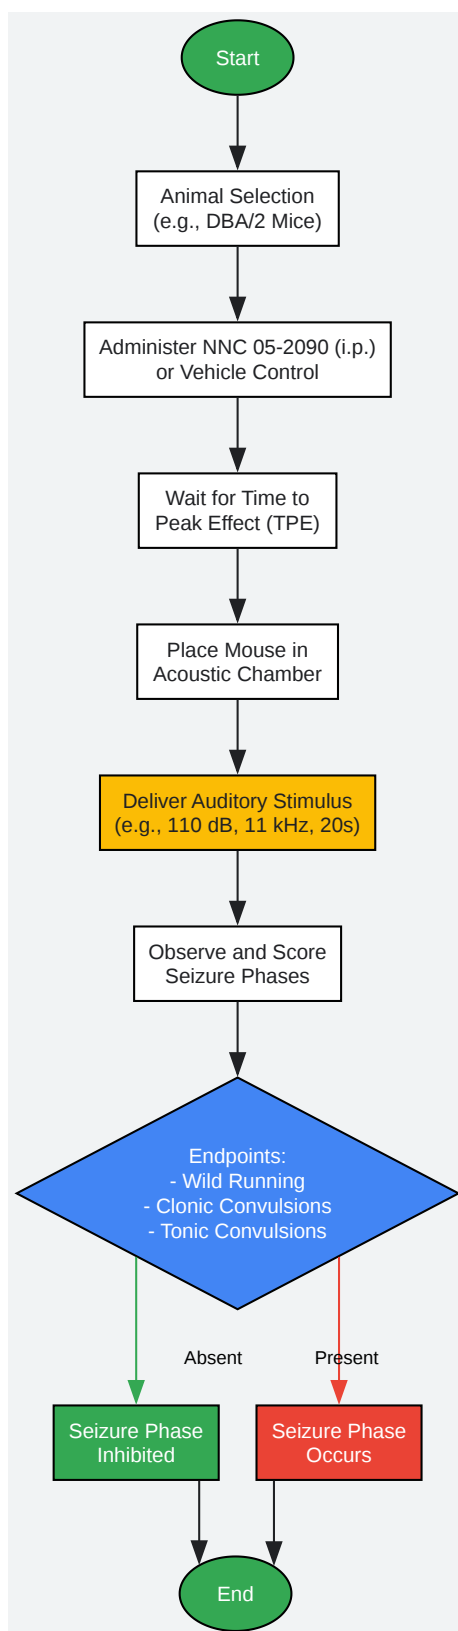 Start
Animal Selection
(e.g., DBA/2 Mice)
Administer NNC 05-2090 (i.p.)
or Vehicle Control
Wait for Time to
Peak Effect (TPE)
Place Mouse in
Acoustic Chamber
Deliver Auditory Stimulus
(e.g., 110 dB, 11 kHz, 20s)
Observe and Score
Seizure Phases
Endpoints:
- Wild Running
- Clonic Convulsions
- Tonic Convulsions
Absent
Present
Seizure Phase
Inhibited
Seizure Phase
Occurs
End